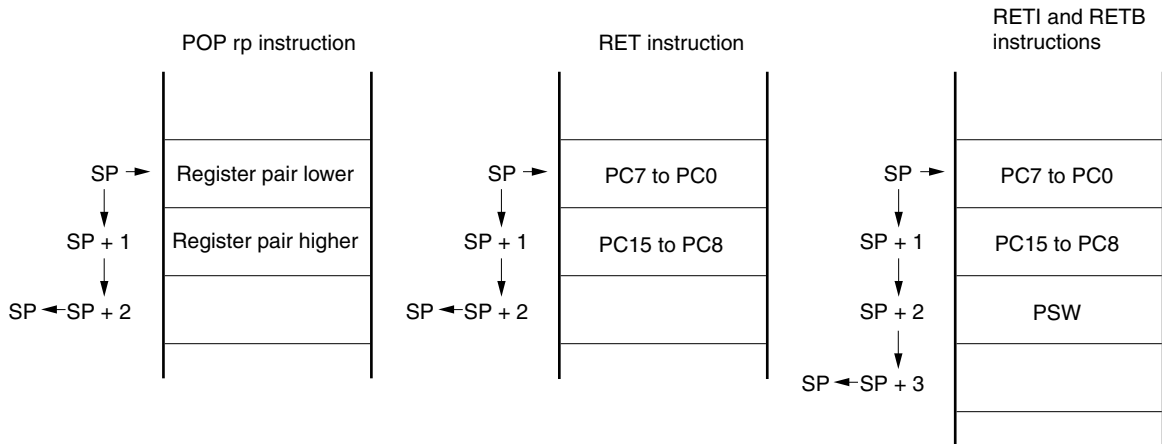 POP rp instruction
SP
Register pair lower
SP + 1
Register pair higher
SP
SP + 2
RET instruction
SP
PC7 to PC0
SP + 1
PC15 to PC8
SP
SP + 2
RETI and RETB
instructions
SP
PC7 to PC0
SP + 1
PC15 to PC8
SP + 2
PSW
SP
SP + 3